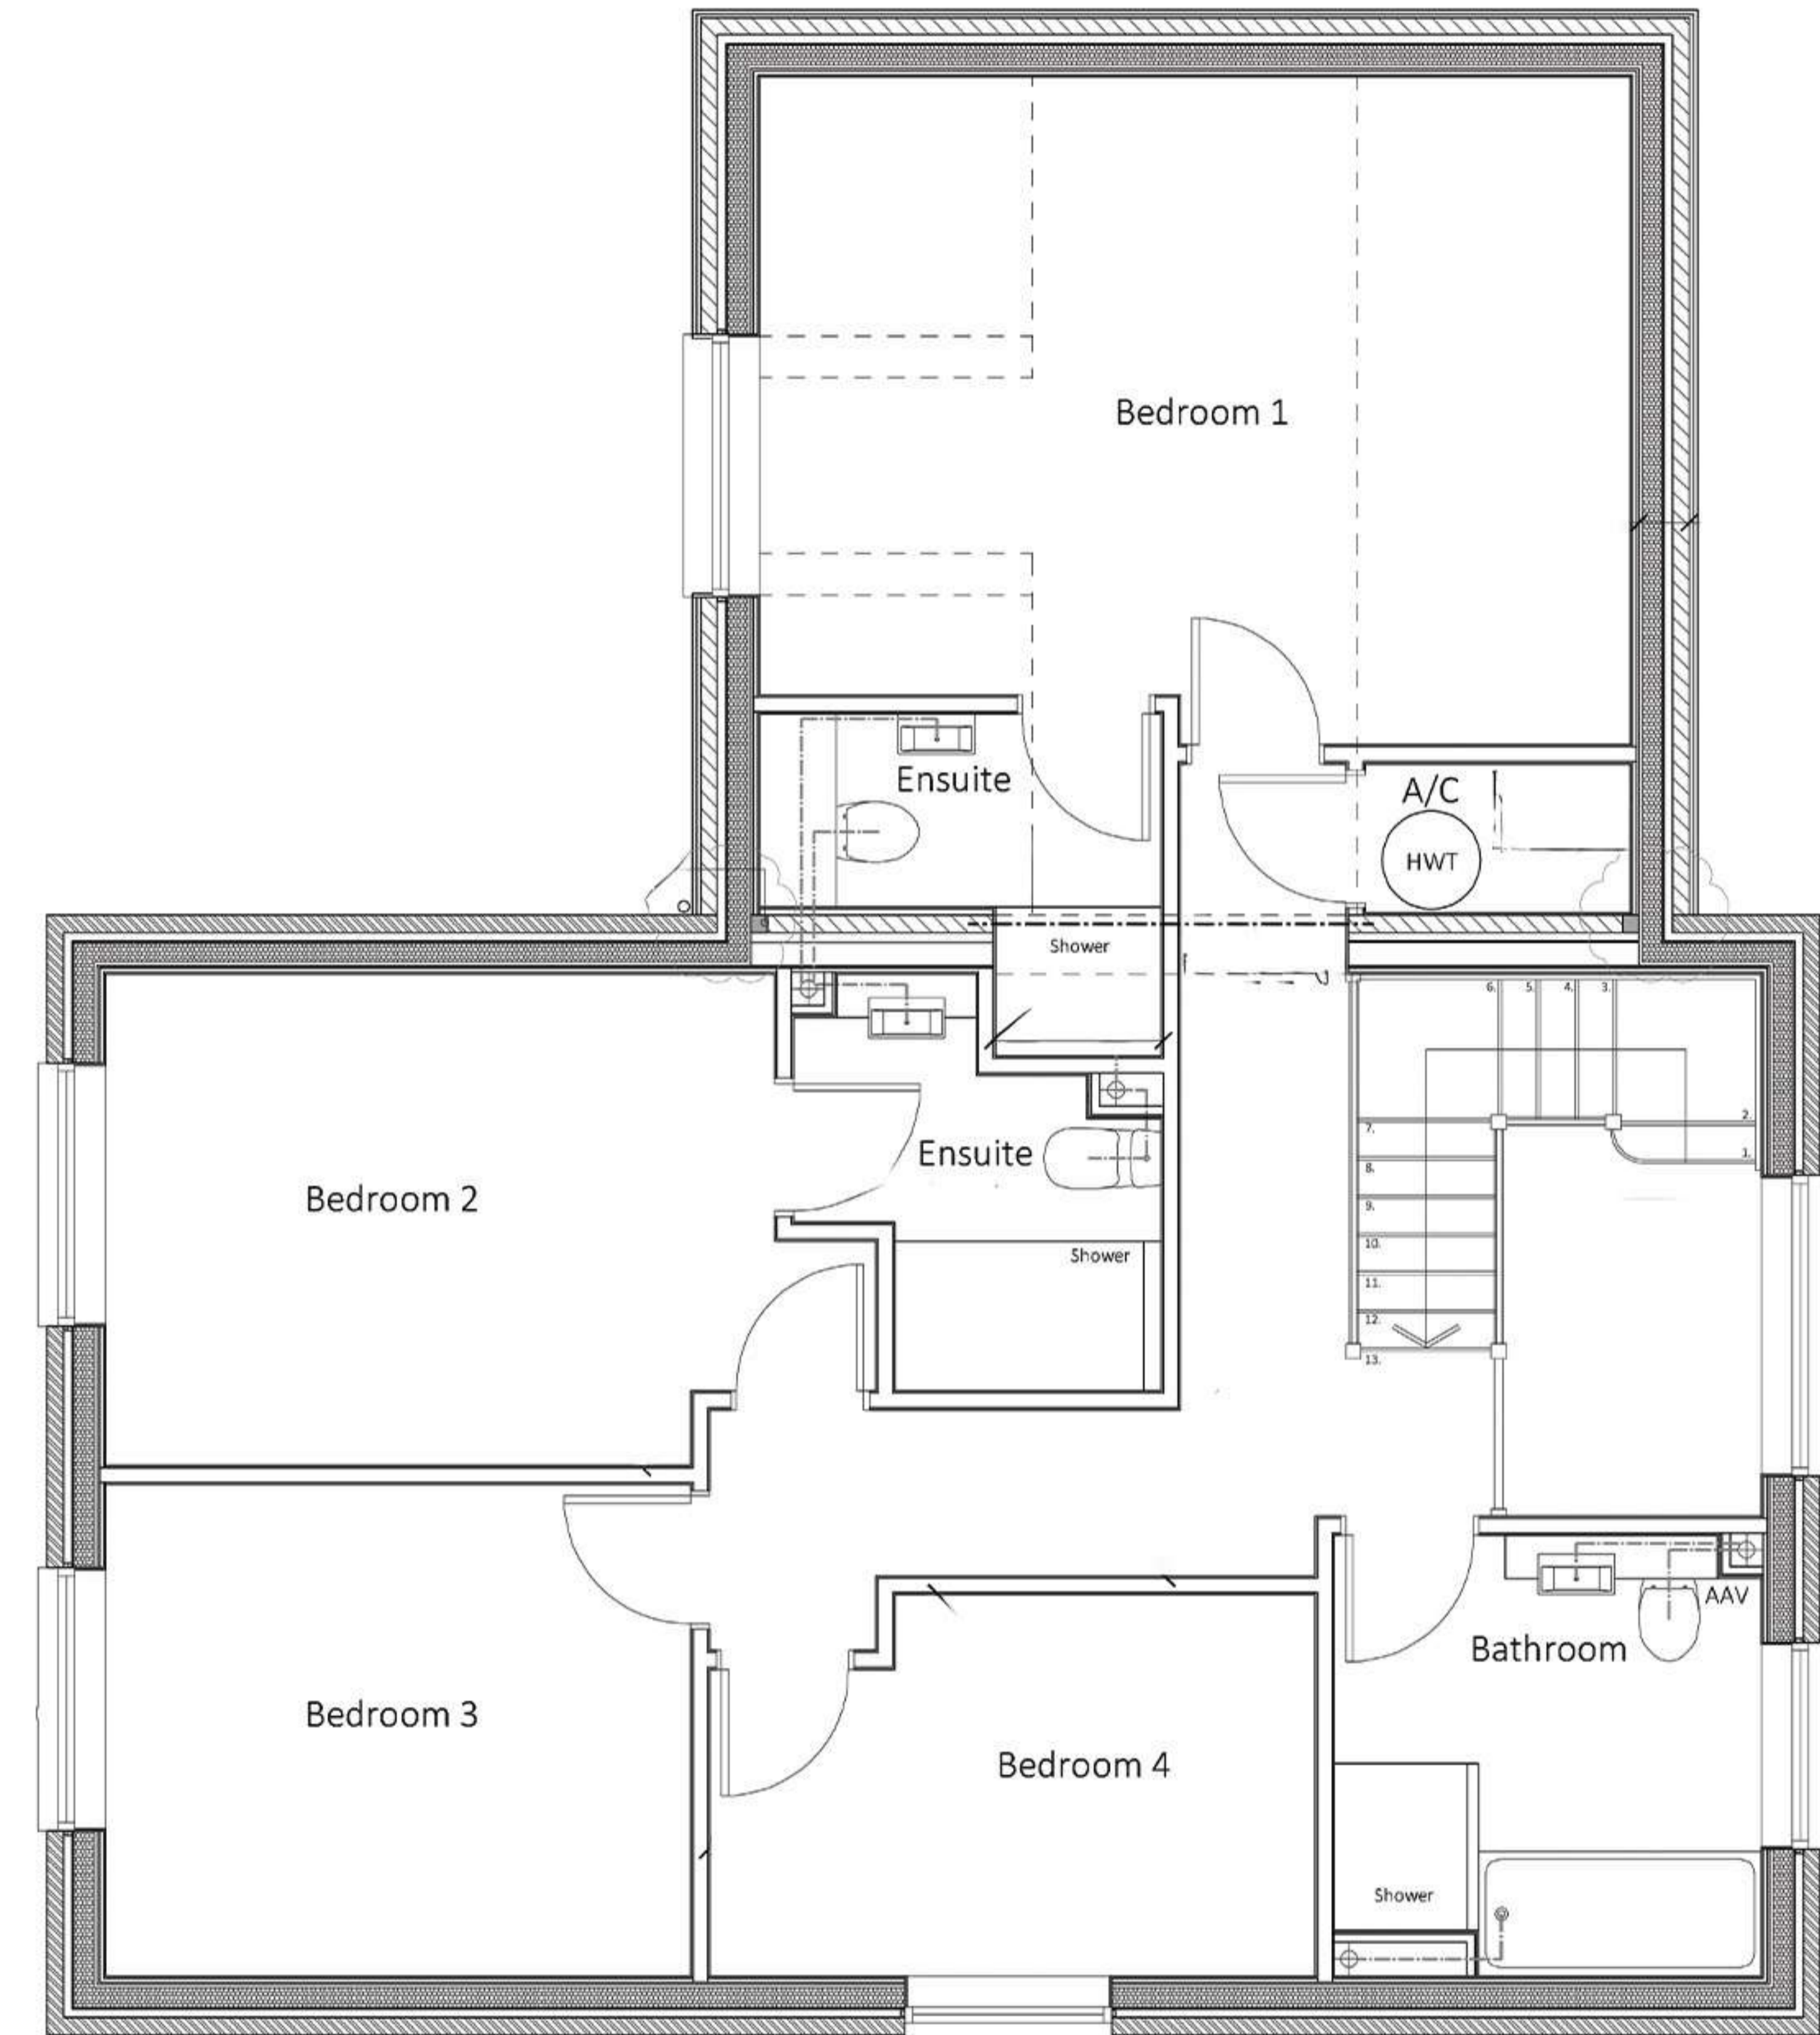 Bedroom 1
Ensuite
A/C
HWT
Shower
6. 5. 4. 3.
2.
1.
7.
8.
9.
10.
11.
12.
13.
Ensuite
Bedroom 2
Shower
AAV
Bathroom
Bedroom 3
Bedroom 4
Shower